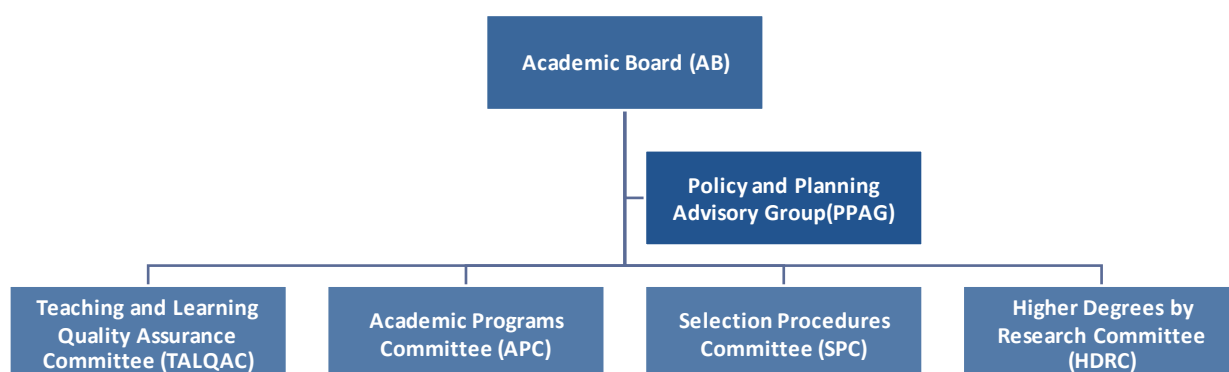 Academic Board (AB)
Policy and Planning
Advisory Group(PPAG)
Teaching and Learning
Quality Assurance
Committee (TALQAC)
Academic Programs
Committee (APC)
Selection Procedures
Committee (SPC)
Higher Degrees by
Research Committee
(HDRC)